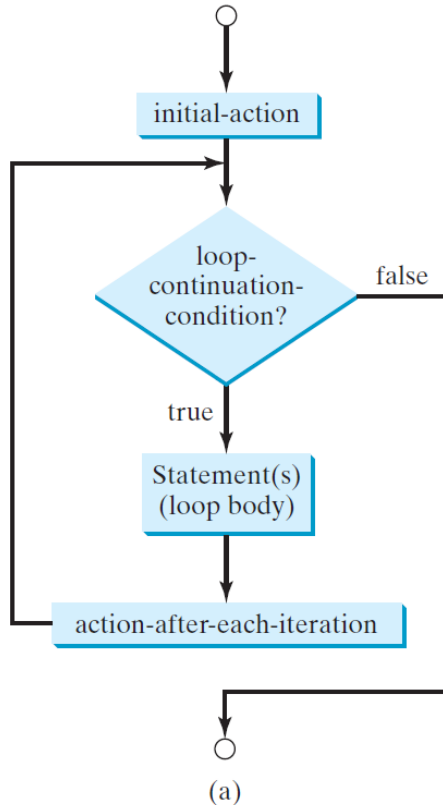 initial-action
loop-
continuation-
condition?
false
true
Statement(s)
(loop body)
action-after-each-iteration
(a)